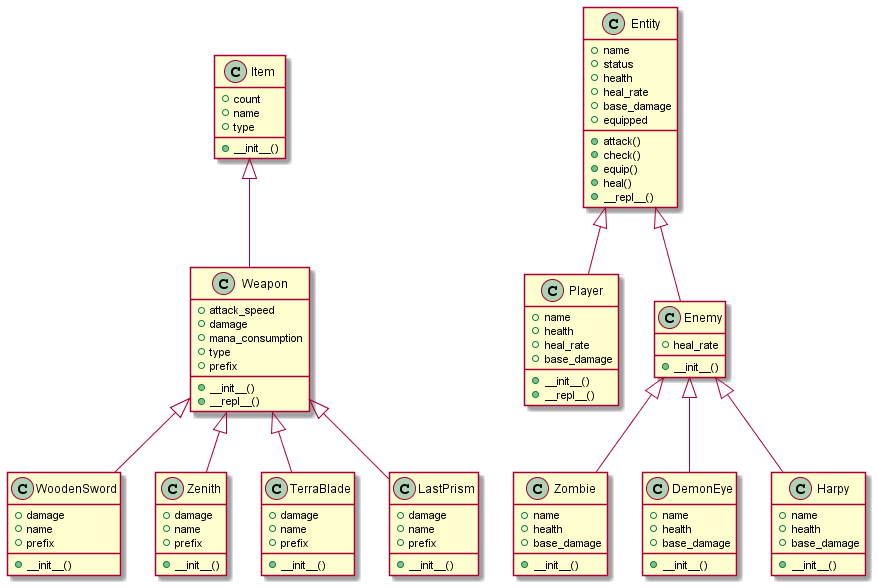 C Item
count
name
type
__init__()
C Entity
name
status
health
heal_rate
base_damage
equipped
attack()
check()
equip()
heal()
__repl__()
C Weapon
attack_speed
damage
mana_consumption
type
prefix
__init__()
__repl__()
C Player
name
health
heal_rate
base_damage
__init__()
__repl__()
C Enemy
heal_rate
__init__()
C WoodenSword
damage
name
prefix
__init__()
C Zenith
damage
name
prefix
__init__()
C TerraBlade
damage
name
prefix
__init__()
C LastPrism
damage
name
prefix
__init__()
C Zombie
name
health
base_damage
__init__()
C DemonEye
name
health
base_damage
__init__()
C Harpy
name
health
base_damage
__init__()